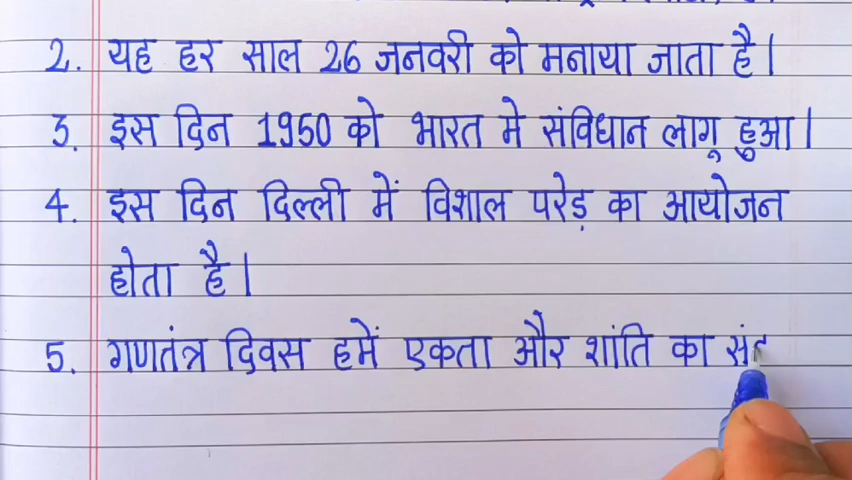 2. यह हर साल 26 जनवरी को मनाया जाता है।
3. इस दिन 1950 को भारत मे संविधान लागू हुआ।
4. इस दिन दिल्ली में विशाल परेड़ का आयोजन
होता है।
5. गणतंत्र दिवस हमें एकता और शांति का